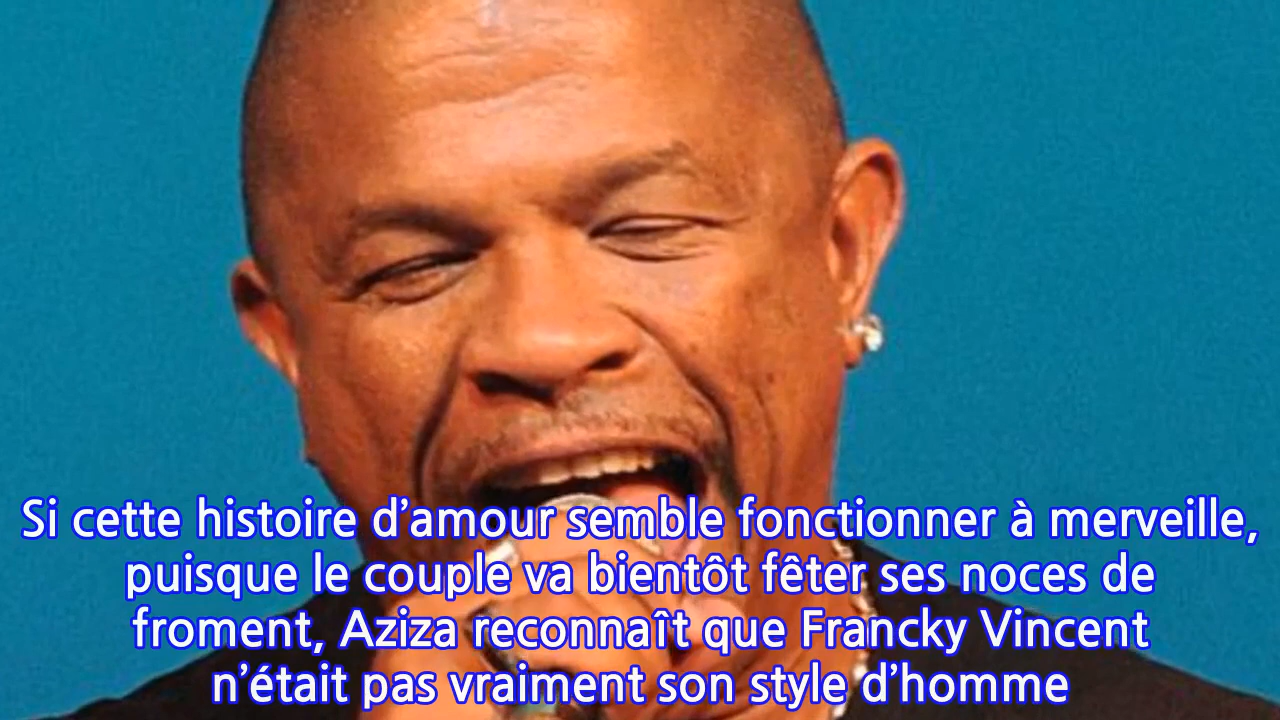 Si cette histoire d’amour semble fonctionner à merveille,
puisque le couple va bientôt fêter ses noces de
froment, Aziza reconnaît que Francky Vincent
n’était pas vraiment son style d’homme